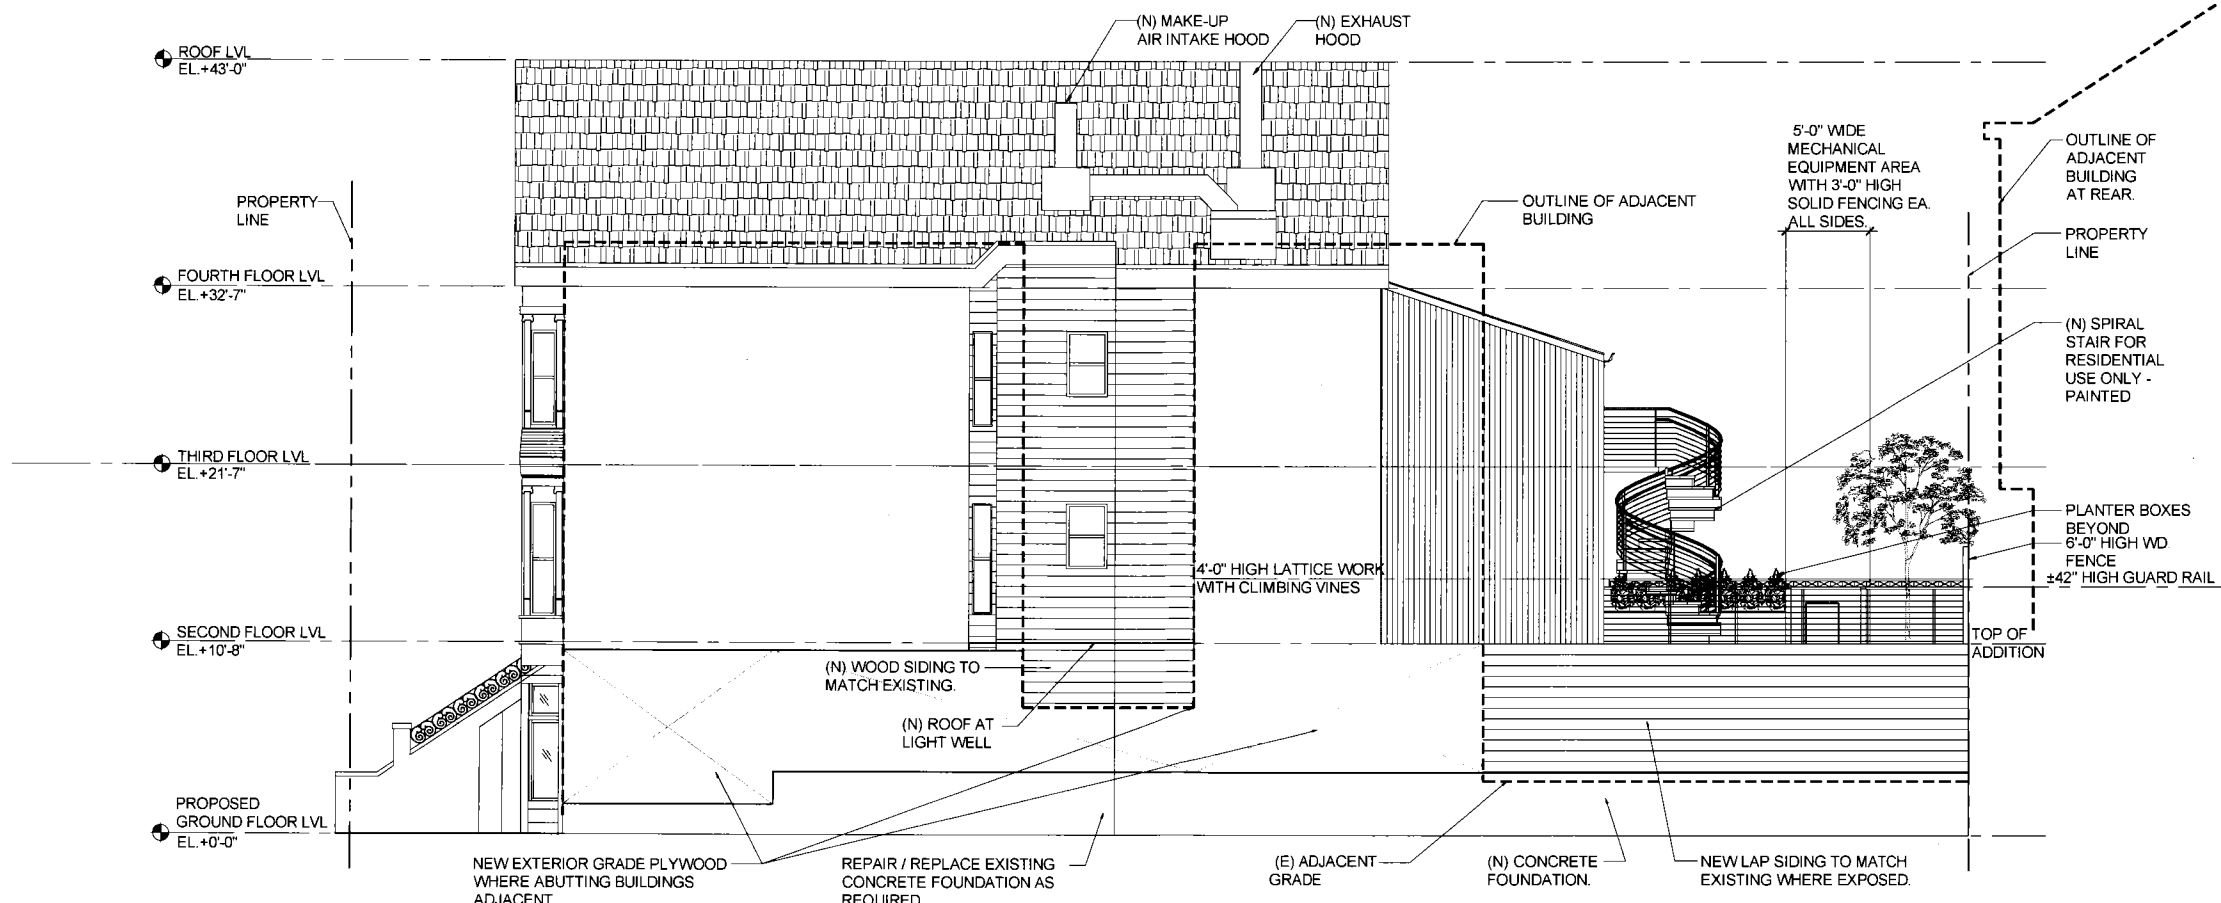 (N) MAKE-UP
AIR INTAKE HOOD
(N) EXHAUST
HOOD
ROOF LVL
EL.+43'-0"
5'-0" WIDE
MECHANICAL
EQUIPMENT AREA
WITH 3'-0" HIGH
SOLID FENCING EA.
ALL SIDES.
OUTLINE OF
ADJACENT
BUILDING
AT REAR.
PROPERTY
LINE
OUTLINE OF ADJACENT
BUILDING
PROPERTY
LINE
FOURTH FLOOR LVL
EL.+32'-7"
(N) SPIRAL
STAIR FOR
RESIDENTIAL
USE ONLY -
PAINTED
THIRD FLOOR LVL
EL.+21'-7"
PLANTER BOXES
BEYOND
6'-0" HIGH WD.
FENCE
±42" HIGH GUARD RAIL
4'-0" HIGH LATTICE WORK
WITH CLIMBING VINES
SECOND FLOOR LVL
EL.+10'-8"
TOP OF
ADDITION
(N) WOOD SIDING TO
MATCH EXISTING.
(N) ROOF AT
LIGHT WELL
PROPOSED
GROUND FLOOR LVL
EL.+0'-0"
NEW EXTERIOR GRADE PLYWOOD
WHERE ABUTTING BUILDINGS
ADJACENT
REPAIR / REPLACE EXISTING
CONCRETE FOUNDATION AS
REQUIRED
(E) ADJACENT
GRADE
(N) CONCRETE
FOUNDATION.
NEW LAP SIDING TO MATCH
EXISTING WHERE EXPOSED.